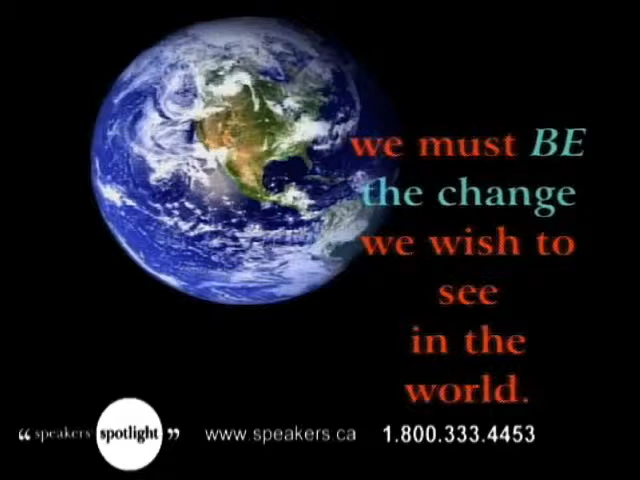 we must BE
the change
we wish to
see
in the
world.
“ speakers' spotlight ” www.speakers.ca 1.800.333.4453